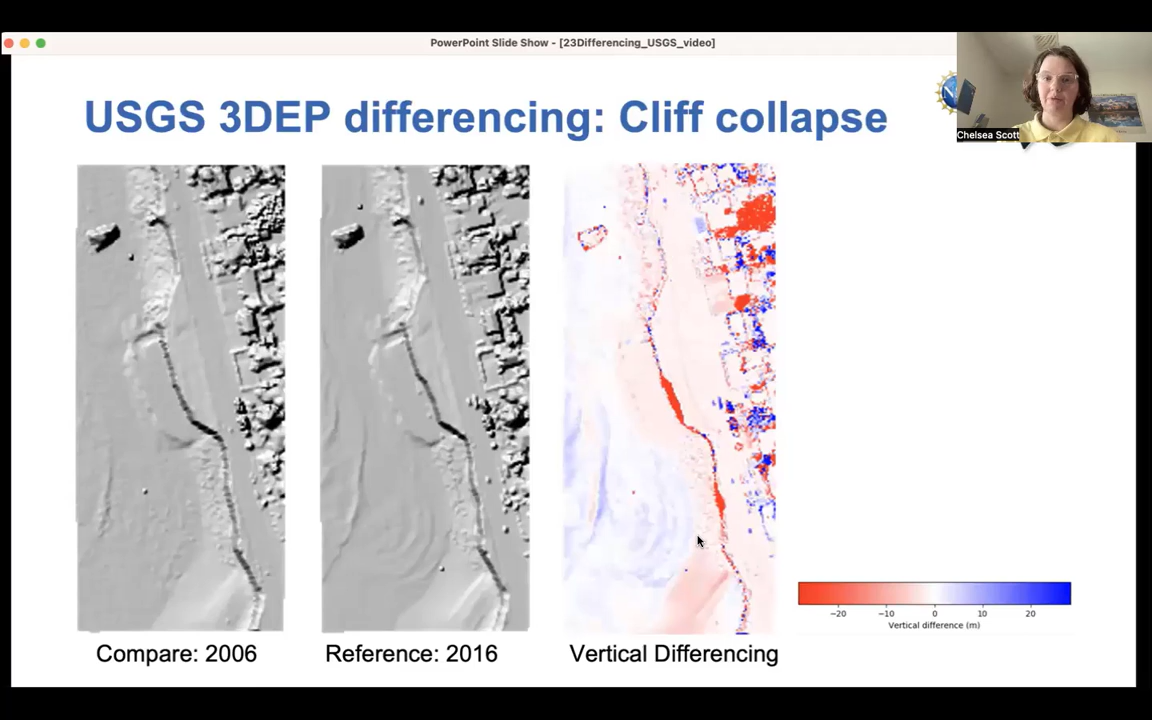 PowerPoint Slide Show - [23Differencing_USGS_video]
USGS 3DEP differencing: Cliff collapse
Chelsea Scott
−20 −10 0 10 20
Vertical difference (m)
Compare: 2006
Reference: 2016
Vertical Differencing